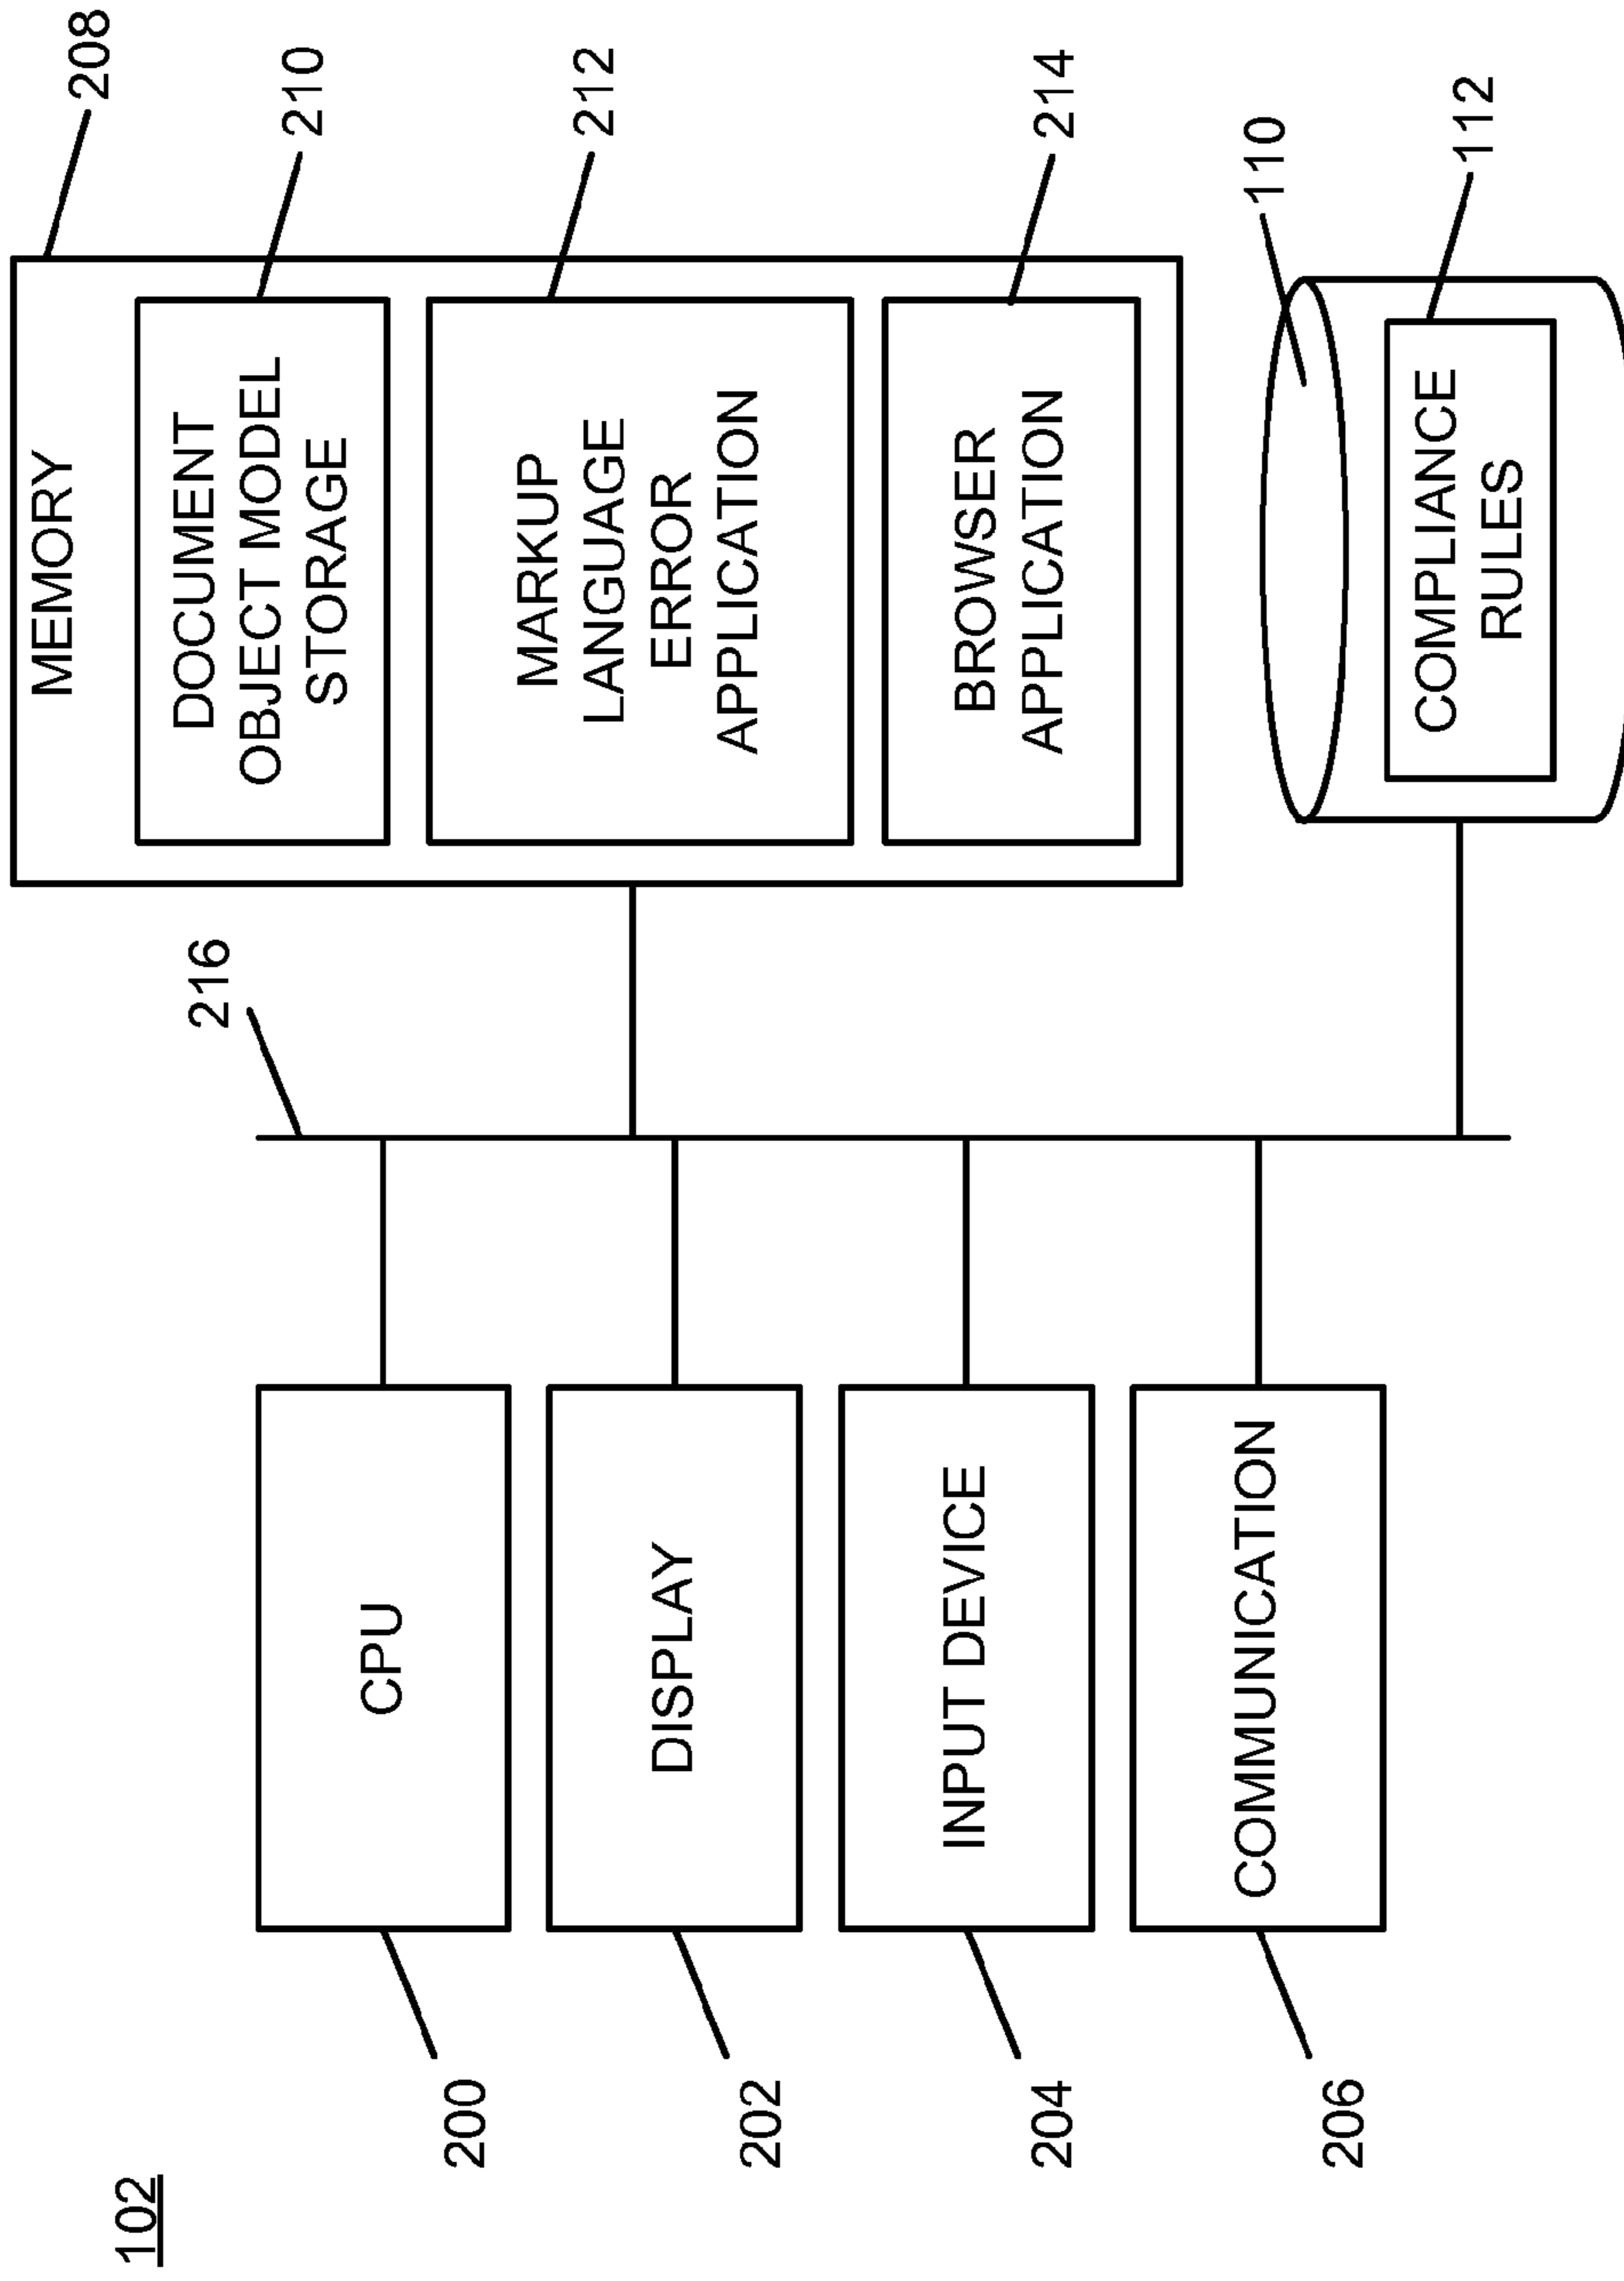 102
200
CPU
202
DISPLAY
204
INPUT DEVICE
206
COMMUNICATION
216
MEMORY
208
DOCUMENT
OBJECT MODEL
STORAGE
210
MARKUP
LANGUAGE
ERROR
APPLICATION
212
BROWSER
APPLICATION
214
110
COMPLIANCE
RULES
112